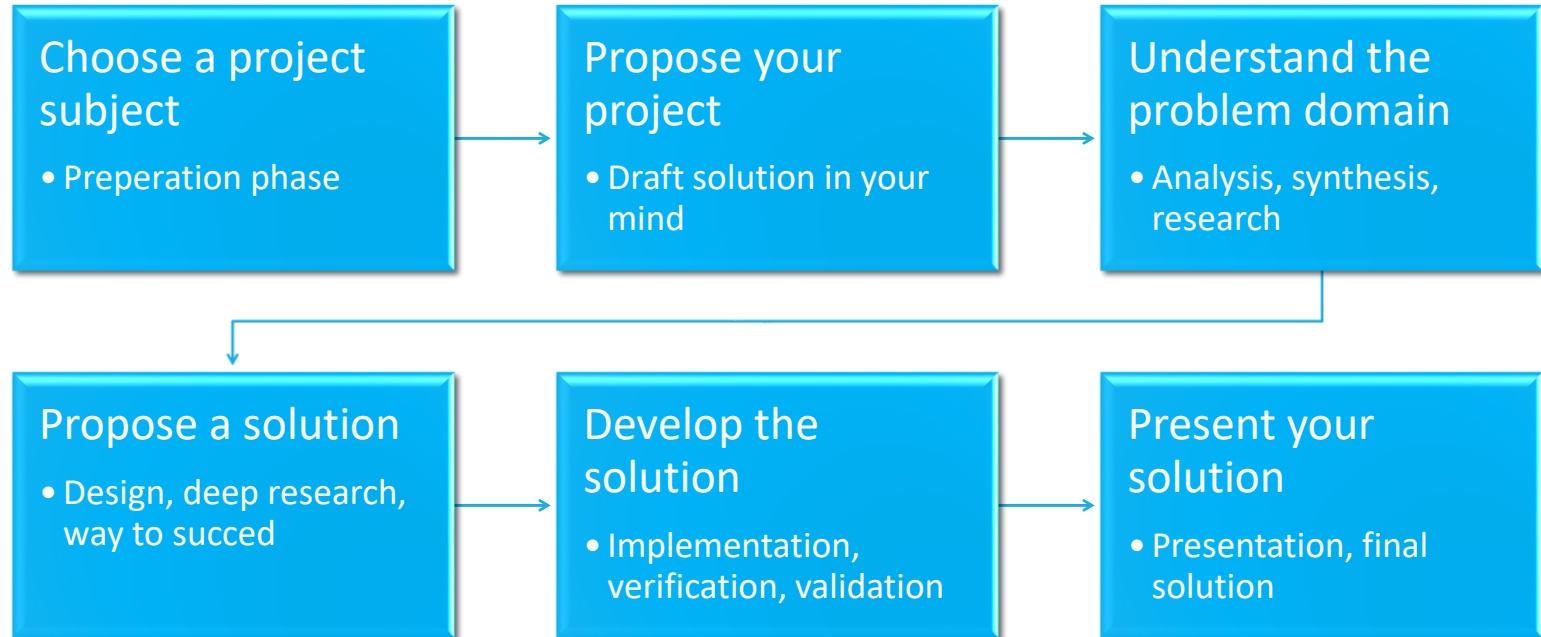 Choose a project
subject
• Preperation phase
Propose your
project
• Draft solution in your
mind
Understand the
problem domain
• Analysis, synthesis,
research
Propose a solution
• Design, deep research,
way to succed
Develop the
solution
• Implementation,
verification, validation
Present your
solution
• Presentation, final
solution